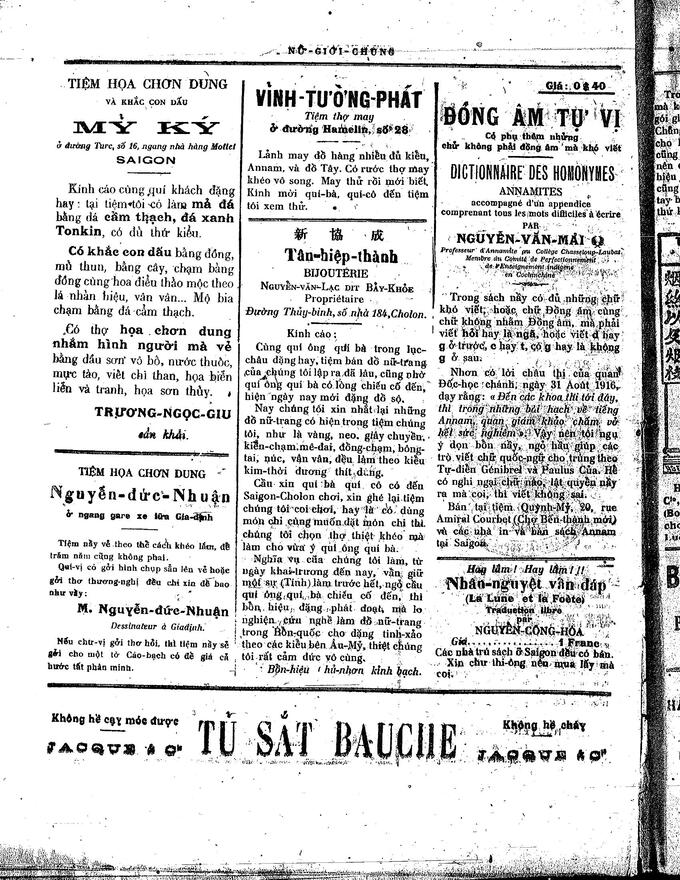 NỮ-GIỚI-CHUNG
TIỆM HỌA CHƠN DUNG
VÀ KHẮC CON DẤU
MỸ KÝ
ở đường Turc, số 16, ngang nhà hàng Mottet
SAIGON
Kính cáo cùng quí khách đặng
hay: tại tiệm tôi có làm mả đá
bằng đá cẩm thạch, đá xanh
Tonkin, có đủ thứ kiểu.
Có khắc con dấu bằng đồng,
mủ thun, bằng cây, chạm bằng
đồng cùng hoa điểu thảo mộc theo
lá nhãn hiệu, vân vân... Mộ bia
chạm bằng đá cẩm thạch.
Có thợ họa chơn dung
nhắm hình người mà vẽ
bằng dầu sơn vô bố, nước thuốc,
mực tào, viết chì than, họa biển
liễn và tranh, họa sơn thủy.
TRƯƠNG-NGỌC-GIU
cẩn khải.
TIỆM HỌA CHƠN DUNG
Nguyễn-đức-Nhuận
ở ngang gare xe lửa Gia-định
Tiệm nầy vẽ theo thể cách khéo lắm, để
trăm năm cũng không phai.
Quí-vị có gởi hình chụp sẵn lên vẽ hoặc
gởi thơ thương-nghị đều chỉ xin đề bao
như vầy:
M. Nguyễn-đức-Nhuận
Dessinateur à Giadinh.
Nếu chư-vị gởi thơ hỏi, thì tiệm nầy sẽ
gởi cho một tờ Cáo-bạch có đề giá cả
hước tất phân minh.
VĨNH-TƯỜNG-PHÁT
Tiệm thợ may
ở đường Hamelin, số 28
Lảnh may đồ hàng nhiều đủ kiểu,
Annam, và đồ Tây. Có rước thợ may
khéo vô song. May thử rồi mới biết.
Kính mời quí-bà, quí-cô đến tiệm
tôi xem thử.
新協成
Tân-hiệp-thành
BIJOUTERIE
NGUYỄN-VĂN-LẠC DIT BẢY-KHỎE
Propriétaire
Đường Thủy-binh, số nhà 184, Cholon.
Kính cáo:
Cùng quí ông quí bà trong lục-
châu đặng hay, tiệm bán đồ nữ-trang
của chúng tôi lập ra đã lâu, cũng nhờ
quí ông quí bà có lòng chiếu cố đến,
hiện ngày nay mới đặng đồ sộ.
Nay chúng tôi xin nhắt lại những
đồ nữ-trang có hiện trong tiệm chúng
tôi, như là vàng, neo, giây chuyền,
kiền-chạm, mề-đai, đồng-chạm, bông-
tai, núc, vân vân, đều làm theo kiểu
kim-thời dương thít dùng.
Cầu xin quí bà quí cô có đến
Saigon-Cholon chơi, xin ghé lại tiệm
chúng tôi coi chơi, hay là có dùng
món chi cùng muốn đặt món chi thì
chúng tôi chọn thợ thiệt khéo mà
làm cho vừa ý quí ông quí bà.
Nghĩa vụ của chúng tôi làm, từ
ngày khai-trương đến nay, vẫn giữ
một sự (Tính) làm trước hết, ngỏ cầu
quí ông quí bà chiếu cố đến, thì
bổn hiệu đặng phát đoạt, mà lo
nghiên cứu nghề làm đồ nữ-trang
trong Bổn-quốc cho đặng tinh-xảo
theo các kiểu bên Âu-Mỹ, thiệt chúng
tôi rất cảm đức vô cùng.
Bổn-hiệu chủ-nhơn kỉnh bạch.
Giá: 0$40
ĐỒNG ÂM TỰ VỊ
Có phụ thêm những
chữ không phải đồng âm mà khó viết
DICTIONNAIRE DES HOMONYMES
ANNAMITES
accompagné d'un appendice
comprenant tous les mots difficiles à écrire
PAR
NGUYỄN-VĂN-MAI
Professeur d'Annamite au Collège Chasseloup-Laubat
Membre du Comité de Perfectionnement
de l'Enseignement indigène
en Cochinchine
Trong sách nầy có đủ những chữ
khó viết, hoặc chữ Đồng âm cùng
chữ không nhằm Đồng âm, mà phải
viết hỏi hay ngã, hoặc viết d hay
g ở trước, c hay t, có g hay là không
g ở sau.
Nhơn có lời châu thị của quan
Đốc-học chánh, ngày 31 Août 1916,
dạy rằng: «Đến các khoa thi tới đây,
thì trong những bài hạch về tiếng
Annam, quan giám khảo chấm vở
hết sức nghiêm». Vậy nên tôi ngụ
ý dọn bồn nầy, ngỏ hầu giúp các
trò viết chữ quốc-ngữ cho trúng theo
Tự-điển Génibrel và Paulus Của. Hễ
có nghi ngại chữ nào, lật quyển nầy
ra mà coi, thì viết không sai.
Bán tại tiệm Quỳnh-Mỹ, 20, rue
Amiral Courbet (Chợ Bến-thành mới)
và các nhà in và bán sách Annam
tại Saigon.
Hay lắm! Hay lắm!!
Nhân-nguyệt vấn đáp
(La Lune et le Poète)
Traduction libre
par
NGUYỄN-CÔNG-HÒA
Giá 1 Franc
Các nhà trữ sách ở Saigon đều có bán.
Xin chư thi-ông nên mua lấy mà
coi.
Không hề cạy móc được
JACQUE & Cie
TỦ SẮT BAUCHE
Không hề cháy
JACQUE & Cie